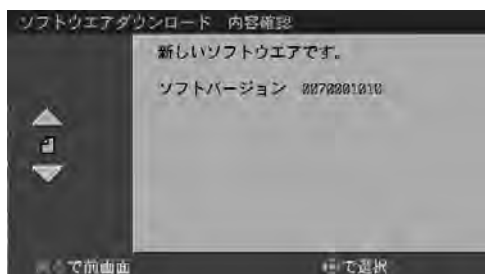 ソフトウエアダウンロード 内容確認
新しいソフトウエアです。
ソフトバージョン 0070001010
で前画面
で選択